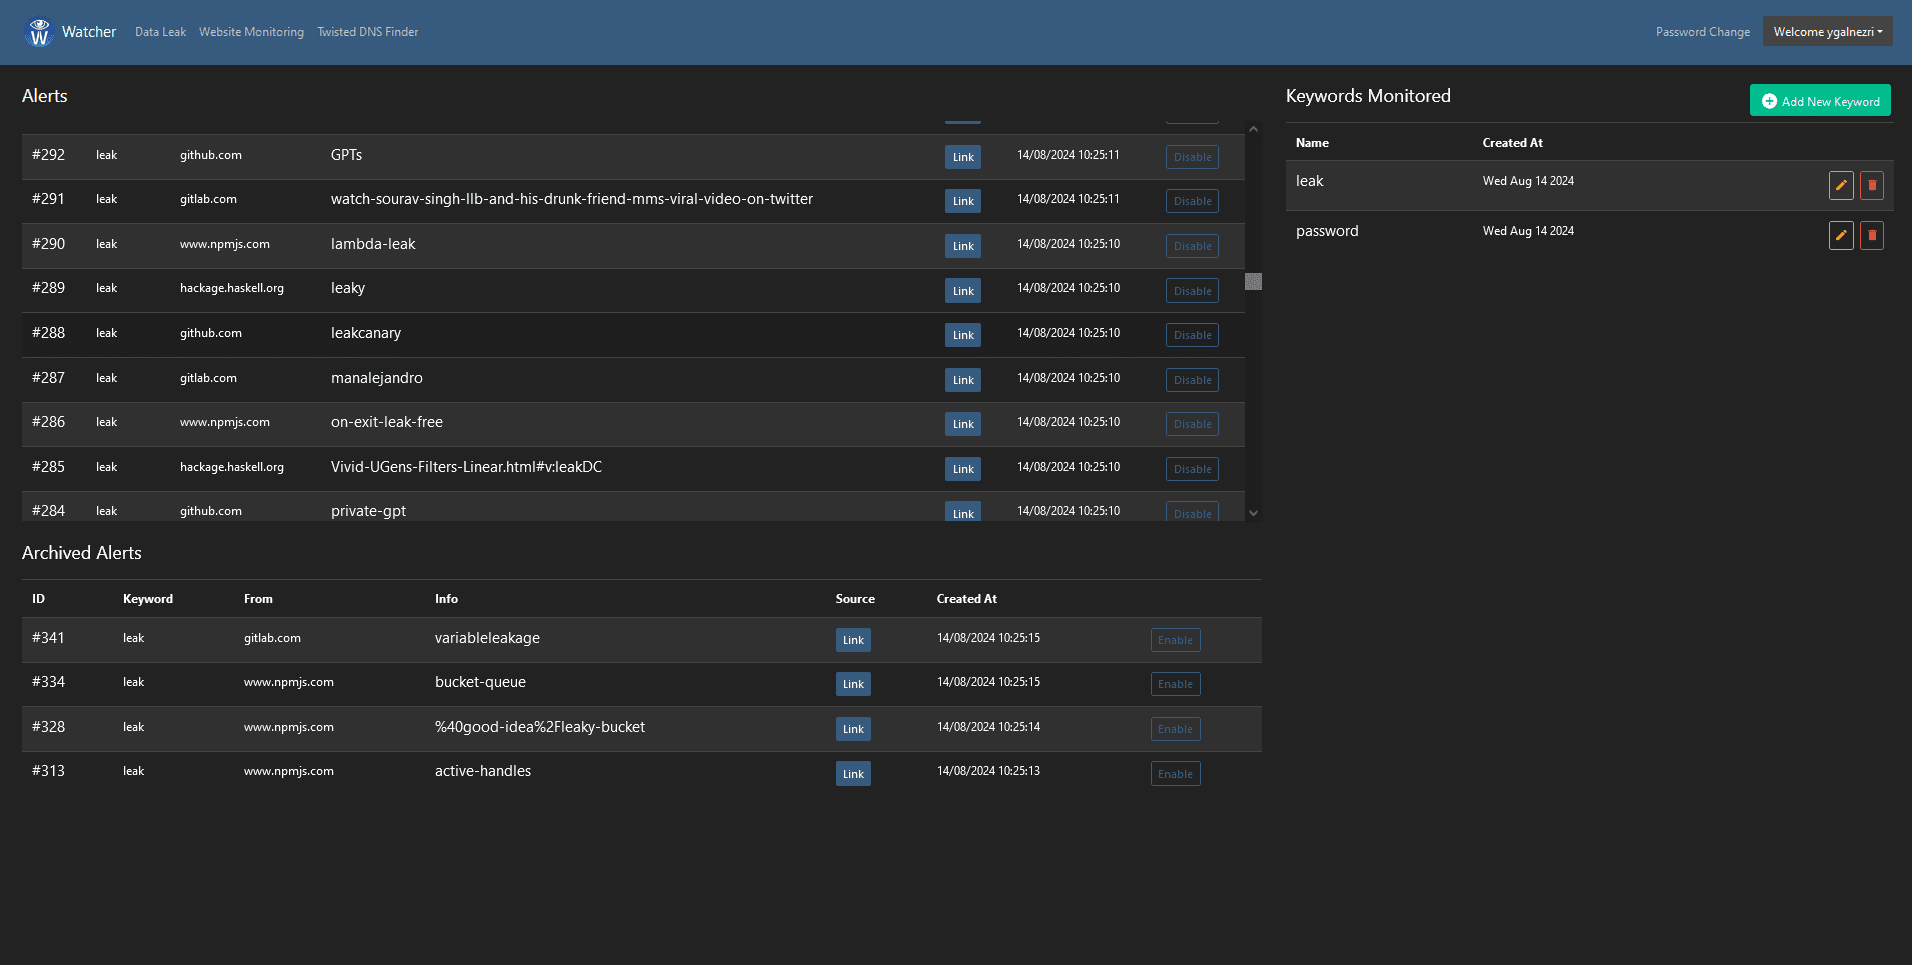 Watcher Data Leak Website Monitoring Twisted DNS Finder Password Change Welcome ygalnezri
Alerts
#292 leak github.com GPTs Link 14/08/2024 10:25:11 Disable
#291 leak gitlab.com watch-sourav-singh-llb-and-his-drunk-friend-mms-viral-video-on-twitter Link 14/08/2024 10:25:11 Disable
#290 leak www.npmjs.com lambda-leak Link 14/08/2024 10:25:10 Disable
#289 leak hackage.haskell.org leaky Link 14/08/2024 10:25:10 Disable
#288 leak github.com leakcanary Link 14/08/2024 10:25:10 Disable
#287 leak gitlab.com manalejandro Link 14/08/2024 10:25:10 Disable
#286 leak www.npmjs.com on-exit-leak-free Link 14/08/2024 10:25:10 Disable
#285 leak hackage.haskell.org Vivid-UGens-Filters-Linear.html#v:leakDC Link 14/08/2024 10:25:10 Disable
#284 leak github.com private-gpt Link 14/08/2024 10:25:10 Disable
Archived Alerts
ID Keyword From Info Source Created At
#341 leak gitlab.com variableleakage Link 14/08/2024 10:25:15 Enable
#334 leak www.npmjs.com bucket-queue Link 14/08/2024 10:25:15 Enable
#328 leak www.npmjs.com %40good-idea%2Fleaky-bucket Link 14/08/2024 10:25:14 Enable
#313 leak www.npmjs.com active-handles Link 14/08/2024 10:25:13 Enable
Keywords Monitored Add New Keyword
Name Created At
leak Wed Aug 14 2024
password Wed Aug 14 2024